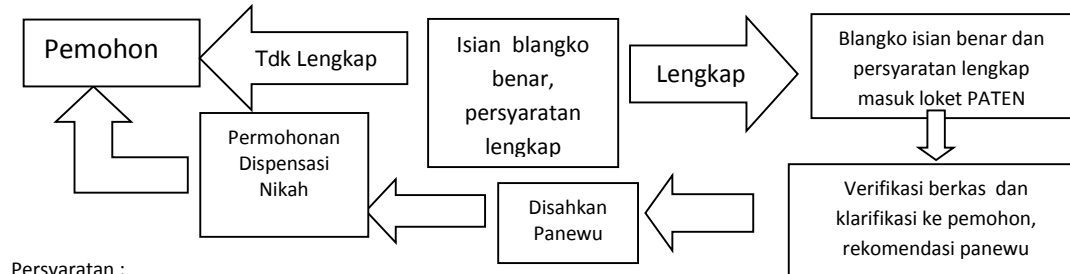 Pemohon
Tdk Lengkap
Isian blangko
benar,
persyaratan
lengkap
Lengkap
Blangko isian benar dan
persyaratan lengkap
masuk loket PATEN
Permohonan
Dispensasi
Nikah
Disahkan
Panewu
Verifikasi berkas dan
klarifikasi ke pemohon,
rekomendasi panewu
Persyaratan :